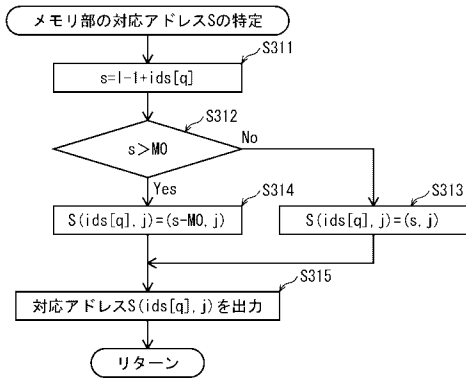 メモリ部の対応アドレスSの特定
S311
s=l-1+ids[q]
S312
s>M0
No
Yes
S314
S313
S(ids[q],j)=(s-M0,j)
S(ids[q],j)=(s,j)
S315
対応アドレスS(ids[q],j)を出力
リターン